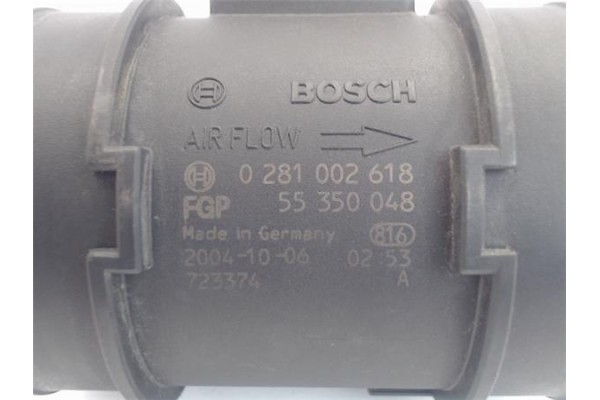 BOSCH
AIR FLOW
0 281 002 618
FGP 55 350 048
Made in Germany 816
2004-10-06 02:53
723374 A